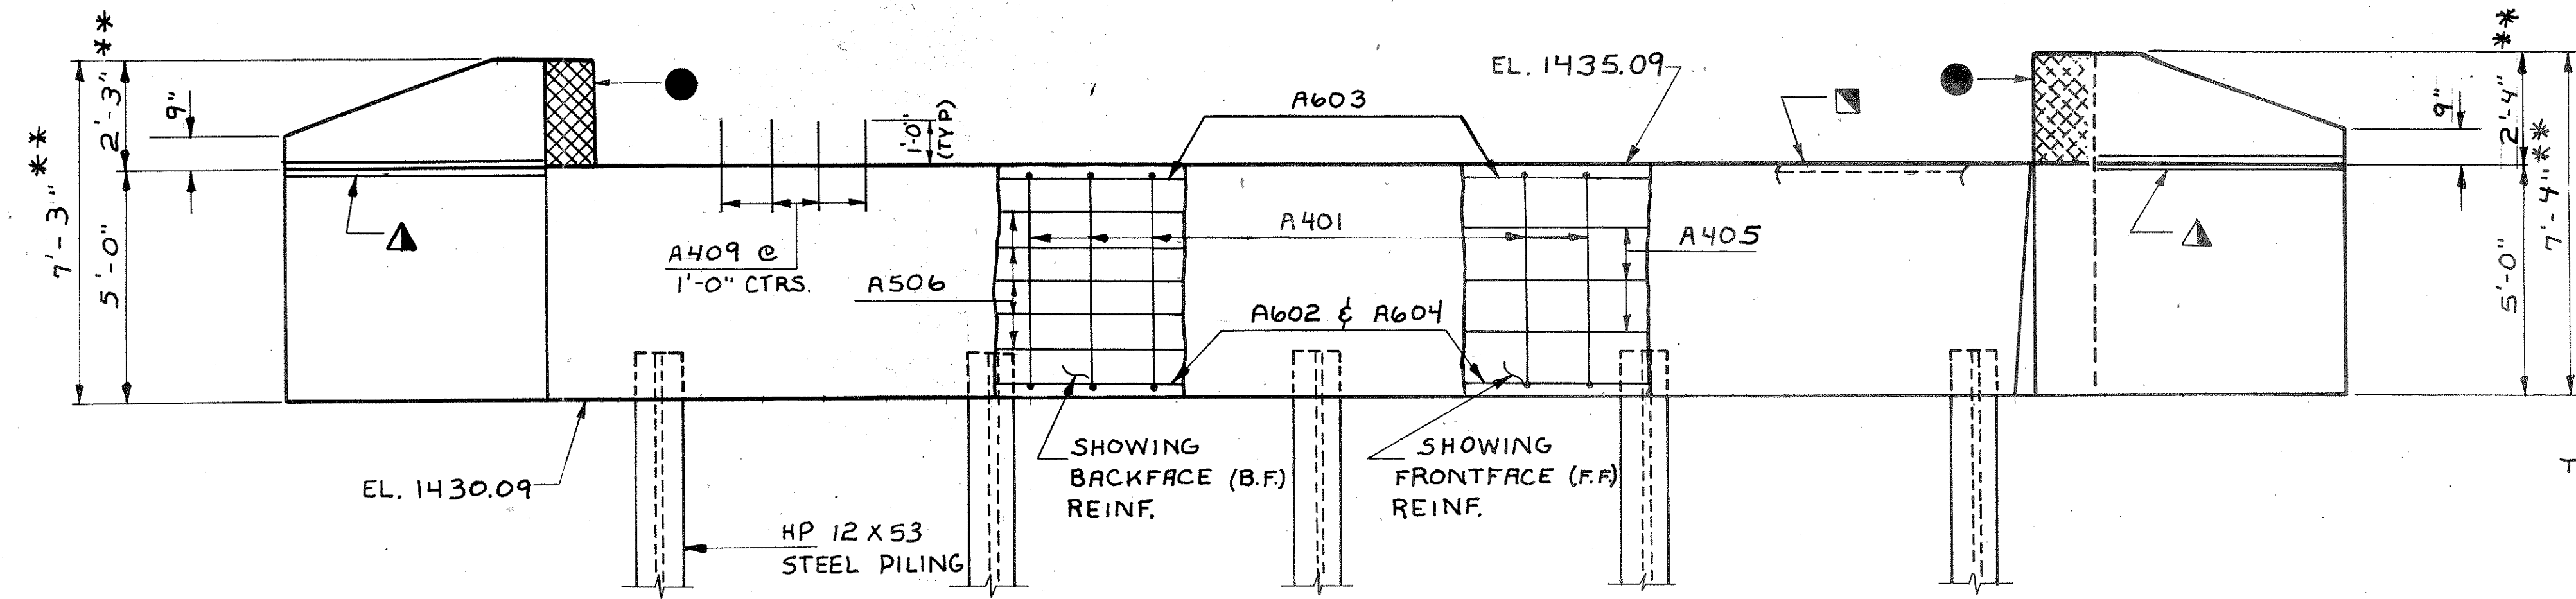 7'-3" **
2'-3" **
9"
5'-0"
1'-0"
(TYP)
A603
EL. 1435.09
A409 @
1'-0" CTRS.
A506
A401
A405
A602 & A604
EL. 1430.09
HP 12 X 53
STEEL PILING
SHOWING
BACKFACE (B.F.)
REINF.
SHOWING
FRONTFACE (F.F)
REINF.
9"
2'-4" **
5'-0"
7'-4" **
T